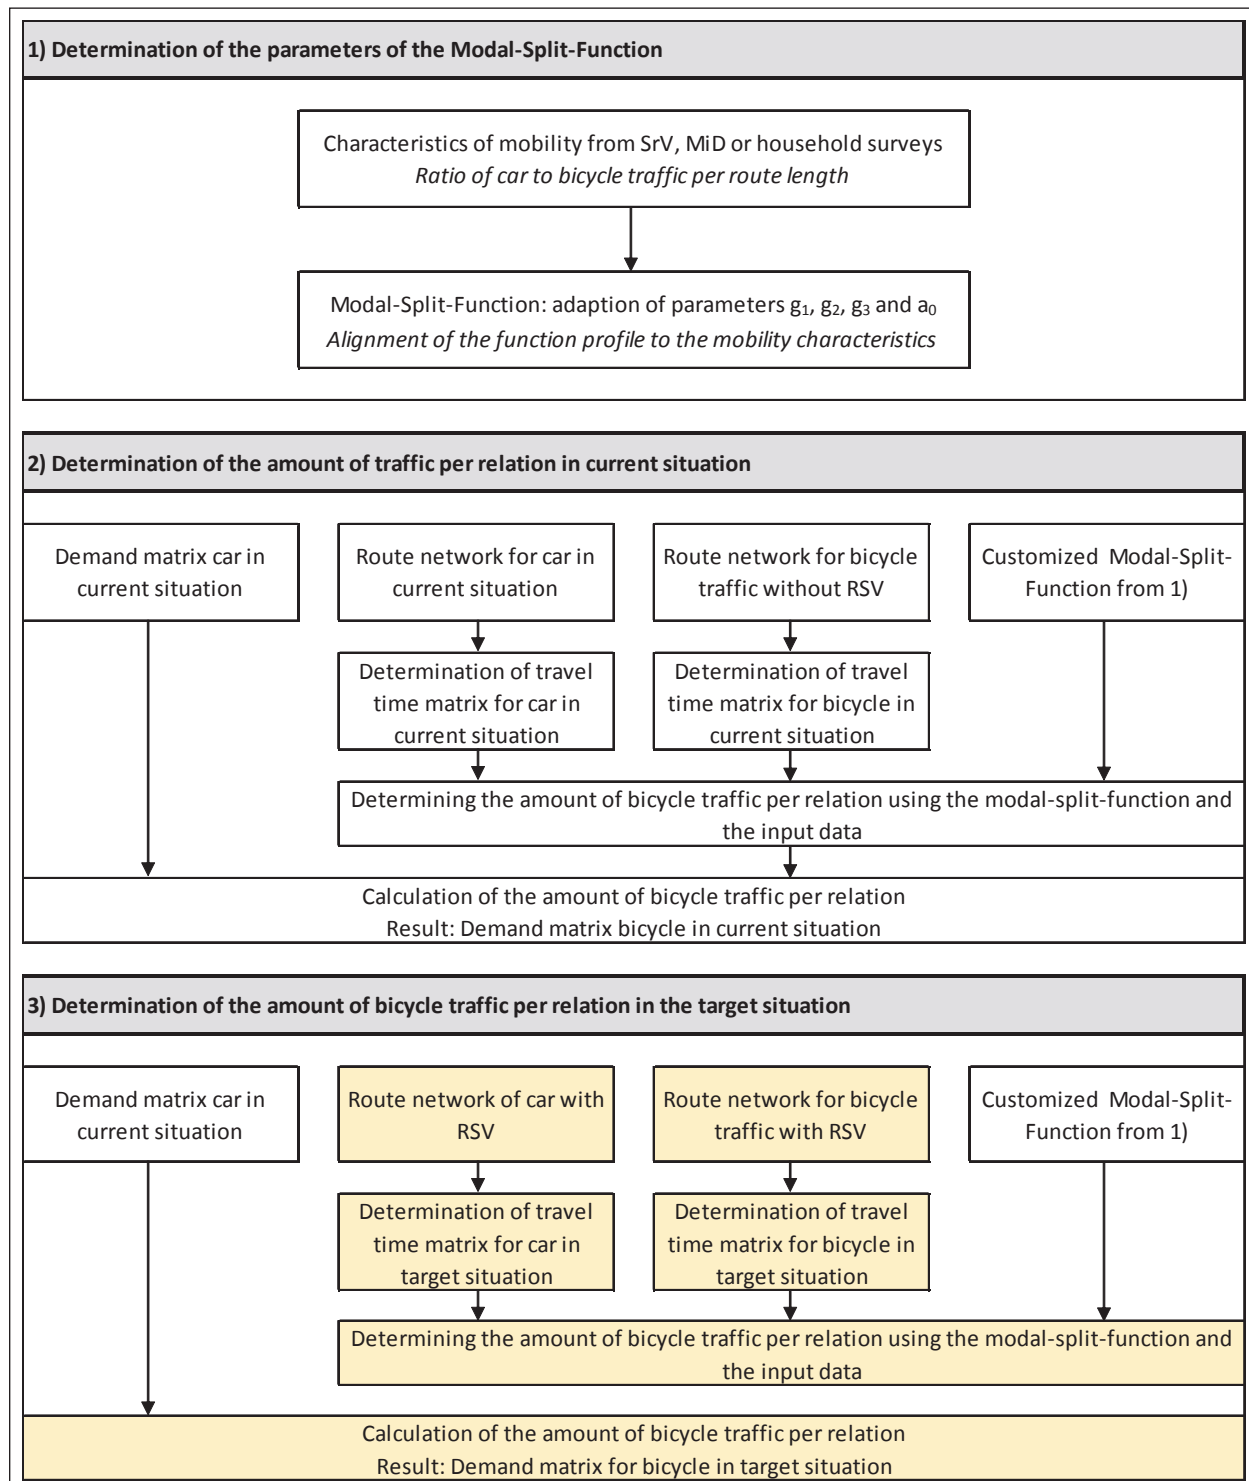 1) Determination of the parameters of the Modal-Split-Function
Characteristics of mobility from SrV, MiD or household surveys
Ratio of car to bicycle traffic per route length
Modal-Split-Function: adaption of parameters g₁, g₂, g₃ and a₀
Alignment of the function profile to the mobility characteristics
2) Determination of the amount of traffic per relation in current situation
Demand matrix car in
current situation
Route network for car in
current situation
Route network for bicycle
traffic without RSV
Customized Modal-Split-
Function from 1)
Determination of travel
time matrix for car in
current situation
Determination of travel
time matrix for bicycle in
current situation
Determining the amount of bicycle traffic per relation using the modal-split-function and
the input data
Calculation of the amount of bicycle traffic per relation
Result: Demand matrix bicycle in current situation
3) Determination of the amount of bicycle traffic per relation in the target situation
Demand matrix car in
current situation
Route network of car with
RSV
Route network for bicycle
traffic with RSV
Customized Modal-Split-
Function from 1)
Determination of travel
time matrix for car in
target situation
Determination of travel
time matrix for bicycle in
target situation
Determining the amount of bicycle traffic per relation using the modal-split-function and
the input data
Calculation of the amount of bicycle traffic per relation
Result: Demand matrix for bicycle in target situation